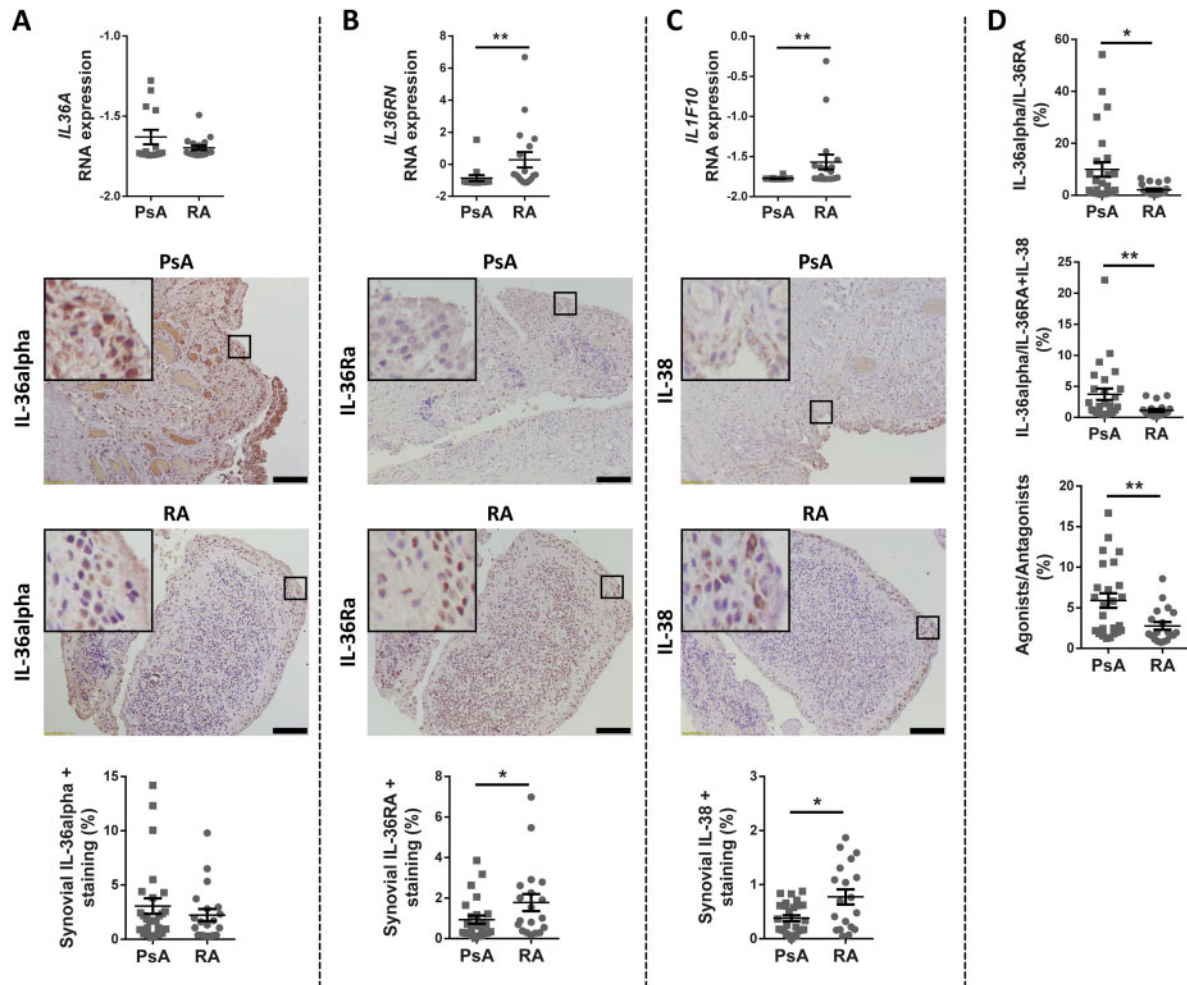 A
IL36A
RNA expression
-1.0
-1.5
-2.0
PsA
RA
PsA
IL-36alpha
RA
IL-36alpha
Synovial IL-36alpha +
staining (%)
15
10
5
0
PsA
RA
B
IL36RN
RNA expression
8
6
4
2
0
-2
**
PsA
RA
PsA
IL-36Ra
RA
IL-36Ra
Synovial IL-36RA +
staining (%)
8
6
4
2
0
*
PsA
RA
C
IL1F10
RNA expression
0.0
-0.5
-1.0
-1.5
-2.0
**
PsA
RA
PsA
IL-38
RA
IL-38
Synovial IL-38 +
staining (%)
3
2
1
0
*
PsA
RA
D
IL-36alpha/IL-36RA
(%)
60
40
20
0
*
PsA
RA
IL-36alpha/IL-36RA+IL-38
(%)
25
20
15
10
5
0
**
PsA
RA
Agonists/Antagonists
(%)
20
15
10
5
0
**
PsA
RA